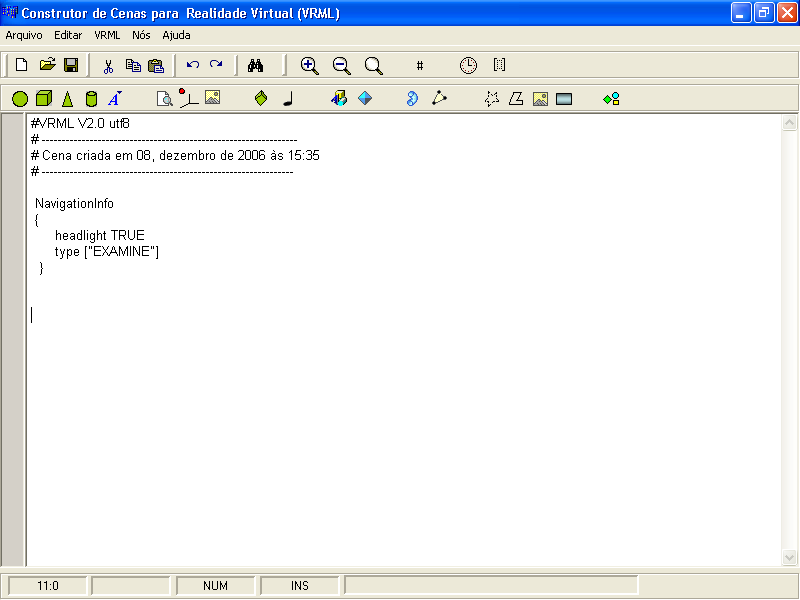 Construtor de Cenas para  Realidade Virtual (VRML)
Arquivo Editar VRML Nós Ajuda
#
#VRML V2.0 utf8
# ---------------------------------------------------------------
# Cena criada em 08, dezembro de 2006 às 15:35
# --------------------------------------------------------------
NavigationInfo
{
headlight TRUE
type ["EXAMINE"]
}
11:0 NUM INS